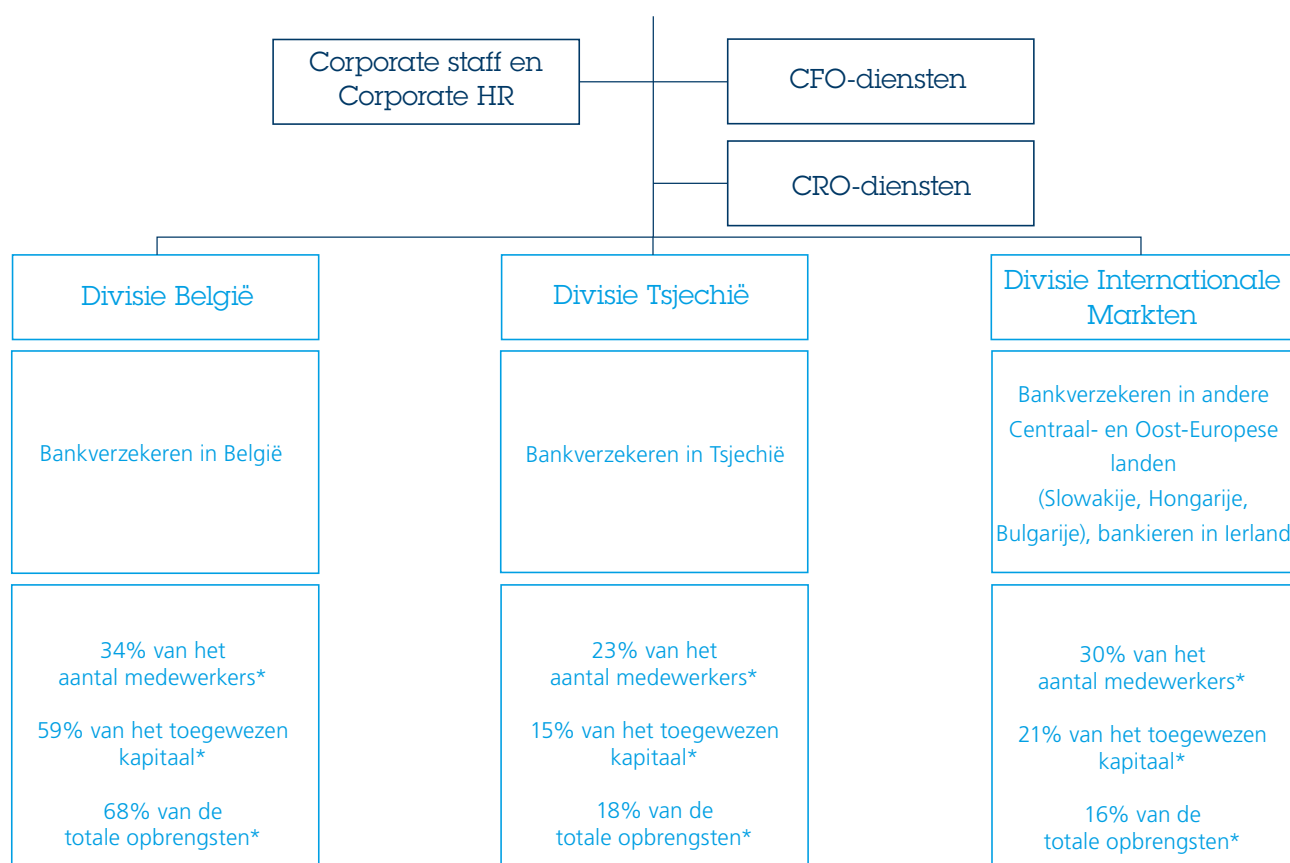 Corporate staff en
Corporate HR
CFO-diensten
CRO-diensten
Divisie België
Divisie Tsjechië
Divisie Internationale
Markten
Bankverzekeren in België
Bankverzekeren in Tsjechië
Bankverzekeren in andere
Centraal- en Oost-Europese
landen
(Slowakije, Hongarije,
Bulgarije), bankieren in Ierland
34% van het
aantal medewerkers*
59% van het toegewezen
kapitaal*
68% van de
totale opbrengsten*
23% van het
aantal medewerkers*
15% van het toegewezen
kapitaal*
18% van de
totale opbrengsten*
30% van het
aantal medewerkers*
21% van het toegewezen
kapitaal*
16% van de
totale opbrengsten*